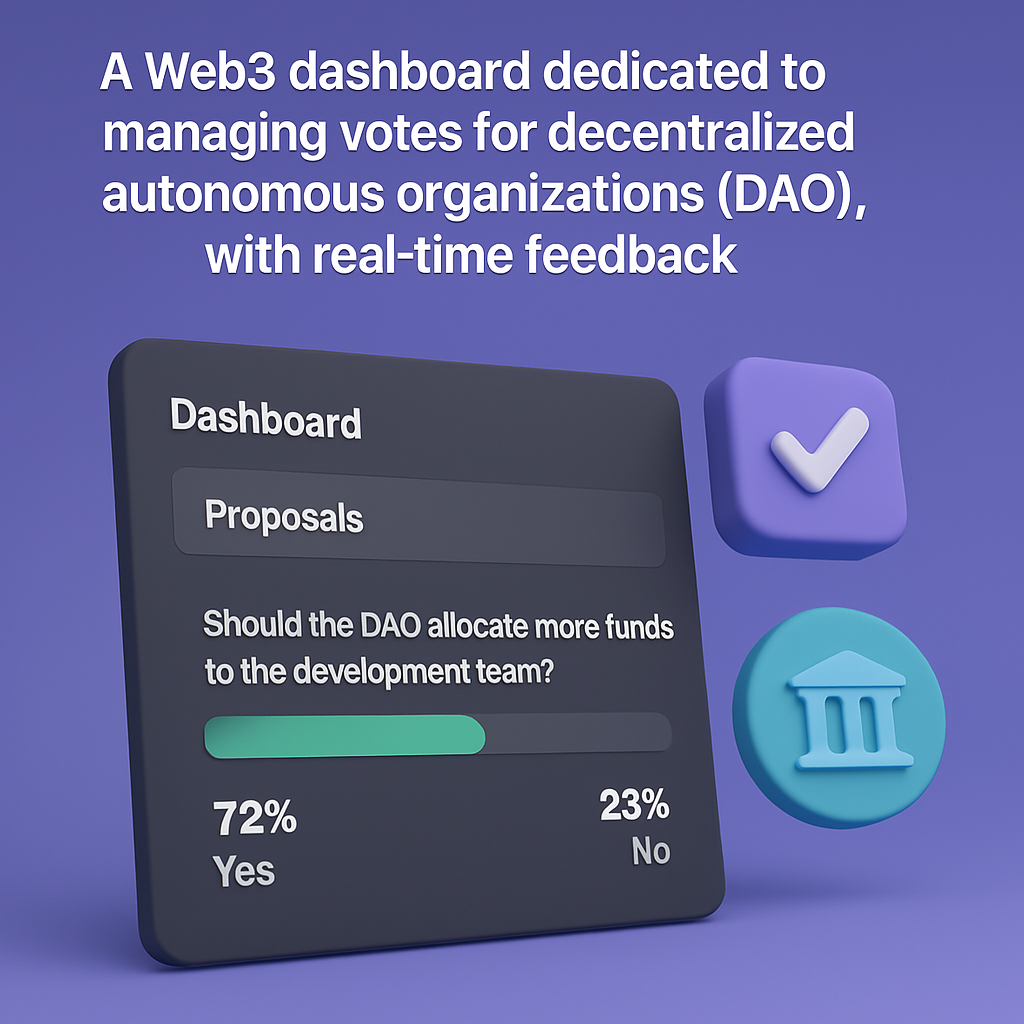 A Web3 dashboard dedicated to
managing votes for decentralized
autonomous organizations (DAO),
with real-time feedback
Dashboard
Proposals
Should the DAO allocate more funds
to the development team?
72% 23%
Yes No